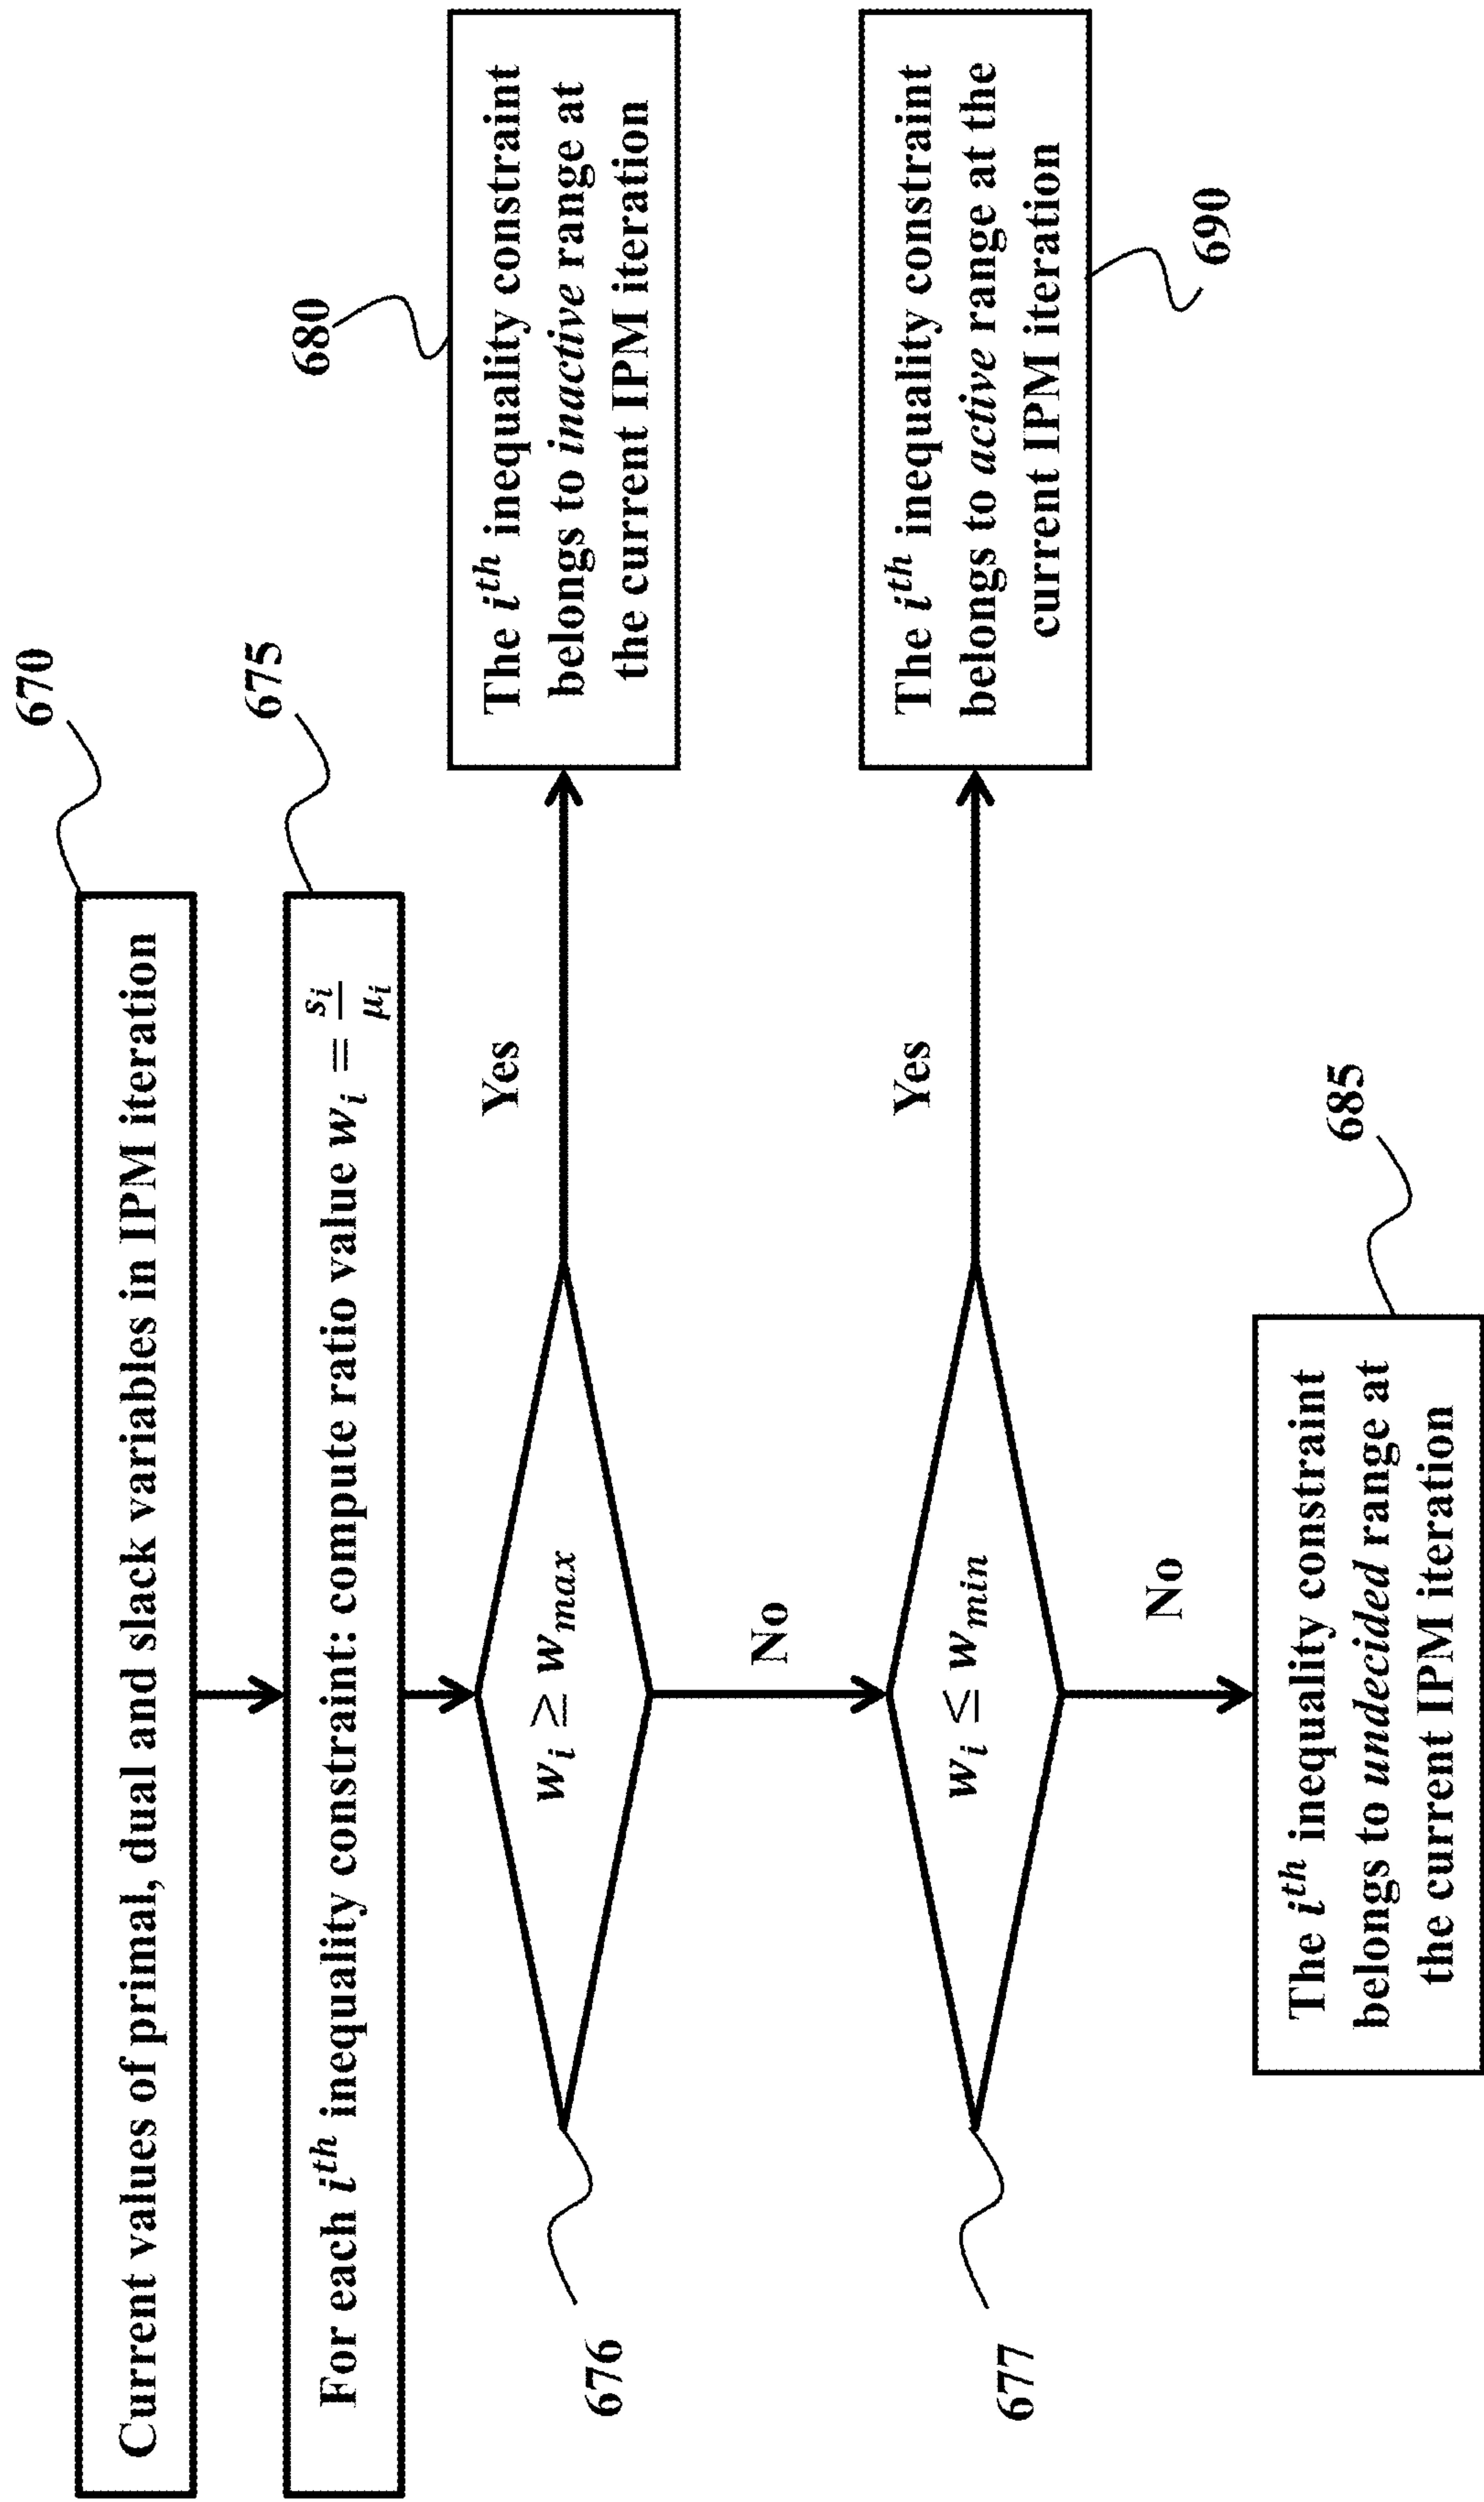 670
Current values of primal, dual and slack variables in IPM iteration
675
For each i^th inequality constraint: compute ratio value w_i = s_i/μ_i
676
w_i ≥ w_max
Yes
680
The i^th inequality constraint
belongs to inactive range at
the current IPM iteration
No
677
w_i ≤ w_min
Yes
The i^th inequality constraint
belongs to active range at the
current IPM iteration
690
No
685
The i^th inequality constraint
belongs to undecided range at
the current IPM iteration